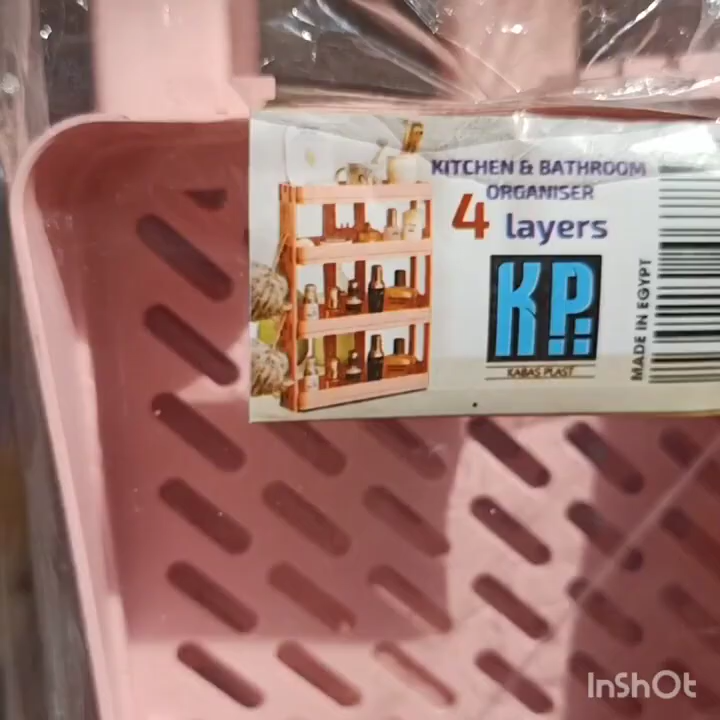 KITCHEN & BATHROOM
ORGANISER
4 layers
KP
KABAS PLAST
MADE IN EGYPT
InShOt